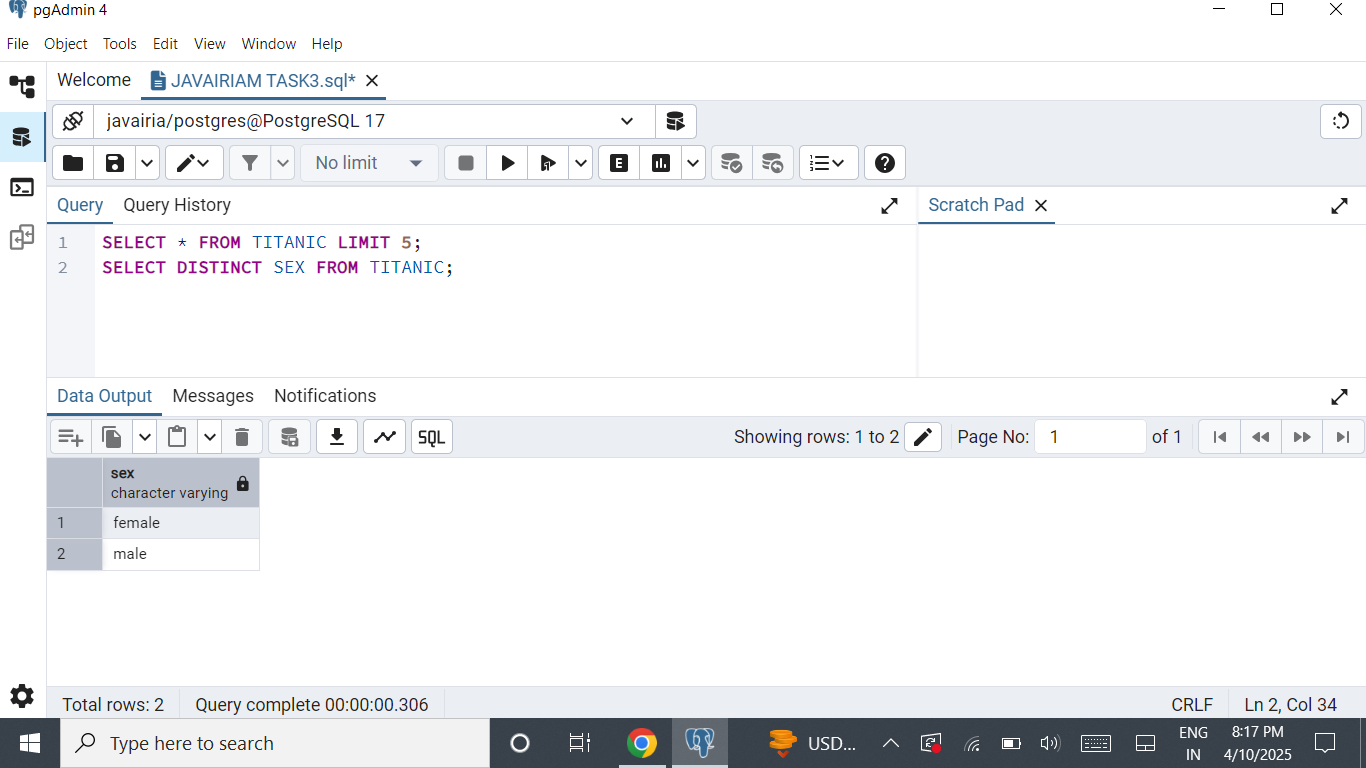 pgAdmin 4
File Object Tools Edit View Window Help
Welcome JAVAIRIAM TASK3.sql*
javairia/postgres@PostgreSQL 17
No limit
E
Query Query History Scratch Pad
1 SELECT * FROM TITANIC LIMIT 5;
2 SELECT DISTINCT SEX FROM TITANIC;
Data Output Messages Notifications
SQL Showing rows: 1 to 2 Page No: 1 of 1
sex
character varying
1 female
2 male
Total rows: 2 Query complete 00:00:00.306 CRLF Ln 2, Col 34
Type here to search USD... ENG 8:17 PM
IN 4/10/2025